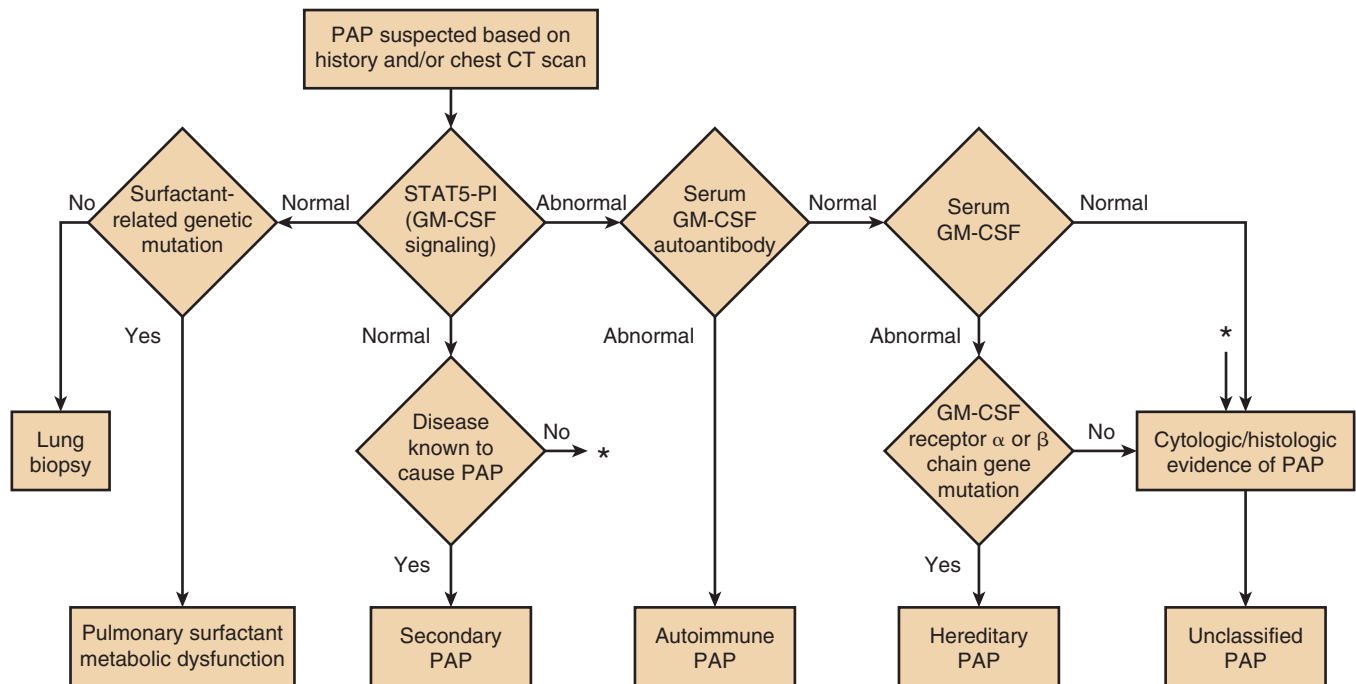 PAP suspected based on
history and/or chest CT scan
No
Surfactant-
related genetic
mutation
Normal
STAT5-PI
(GM-CSF
signaling)
Abnormal
Serum
GM-CSF
autoantibody
Normal
Serum
GM-CSF
Normal
Yes
Normal
Abnormal
Abnormal
*
Lung
biopsy
Disease
known to
cause PAP
No
*
GM-CSF
receptor α or β
chain gene
mutation
No
Cytologic/histologic
evidence of PAP
Yes
Yes
Pulmonary surfactant
metabolic dysfunction
Secondary
PAP
Autoimmune
PAP
Hereditary
PAP
Unclassified
PAP